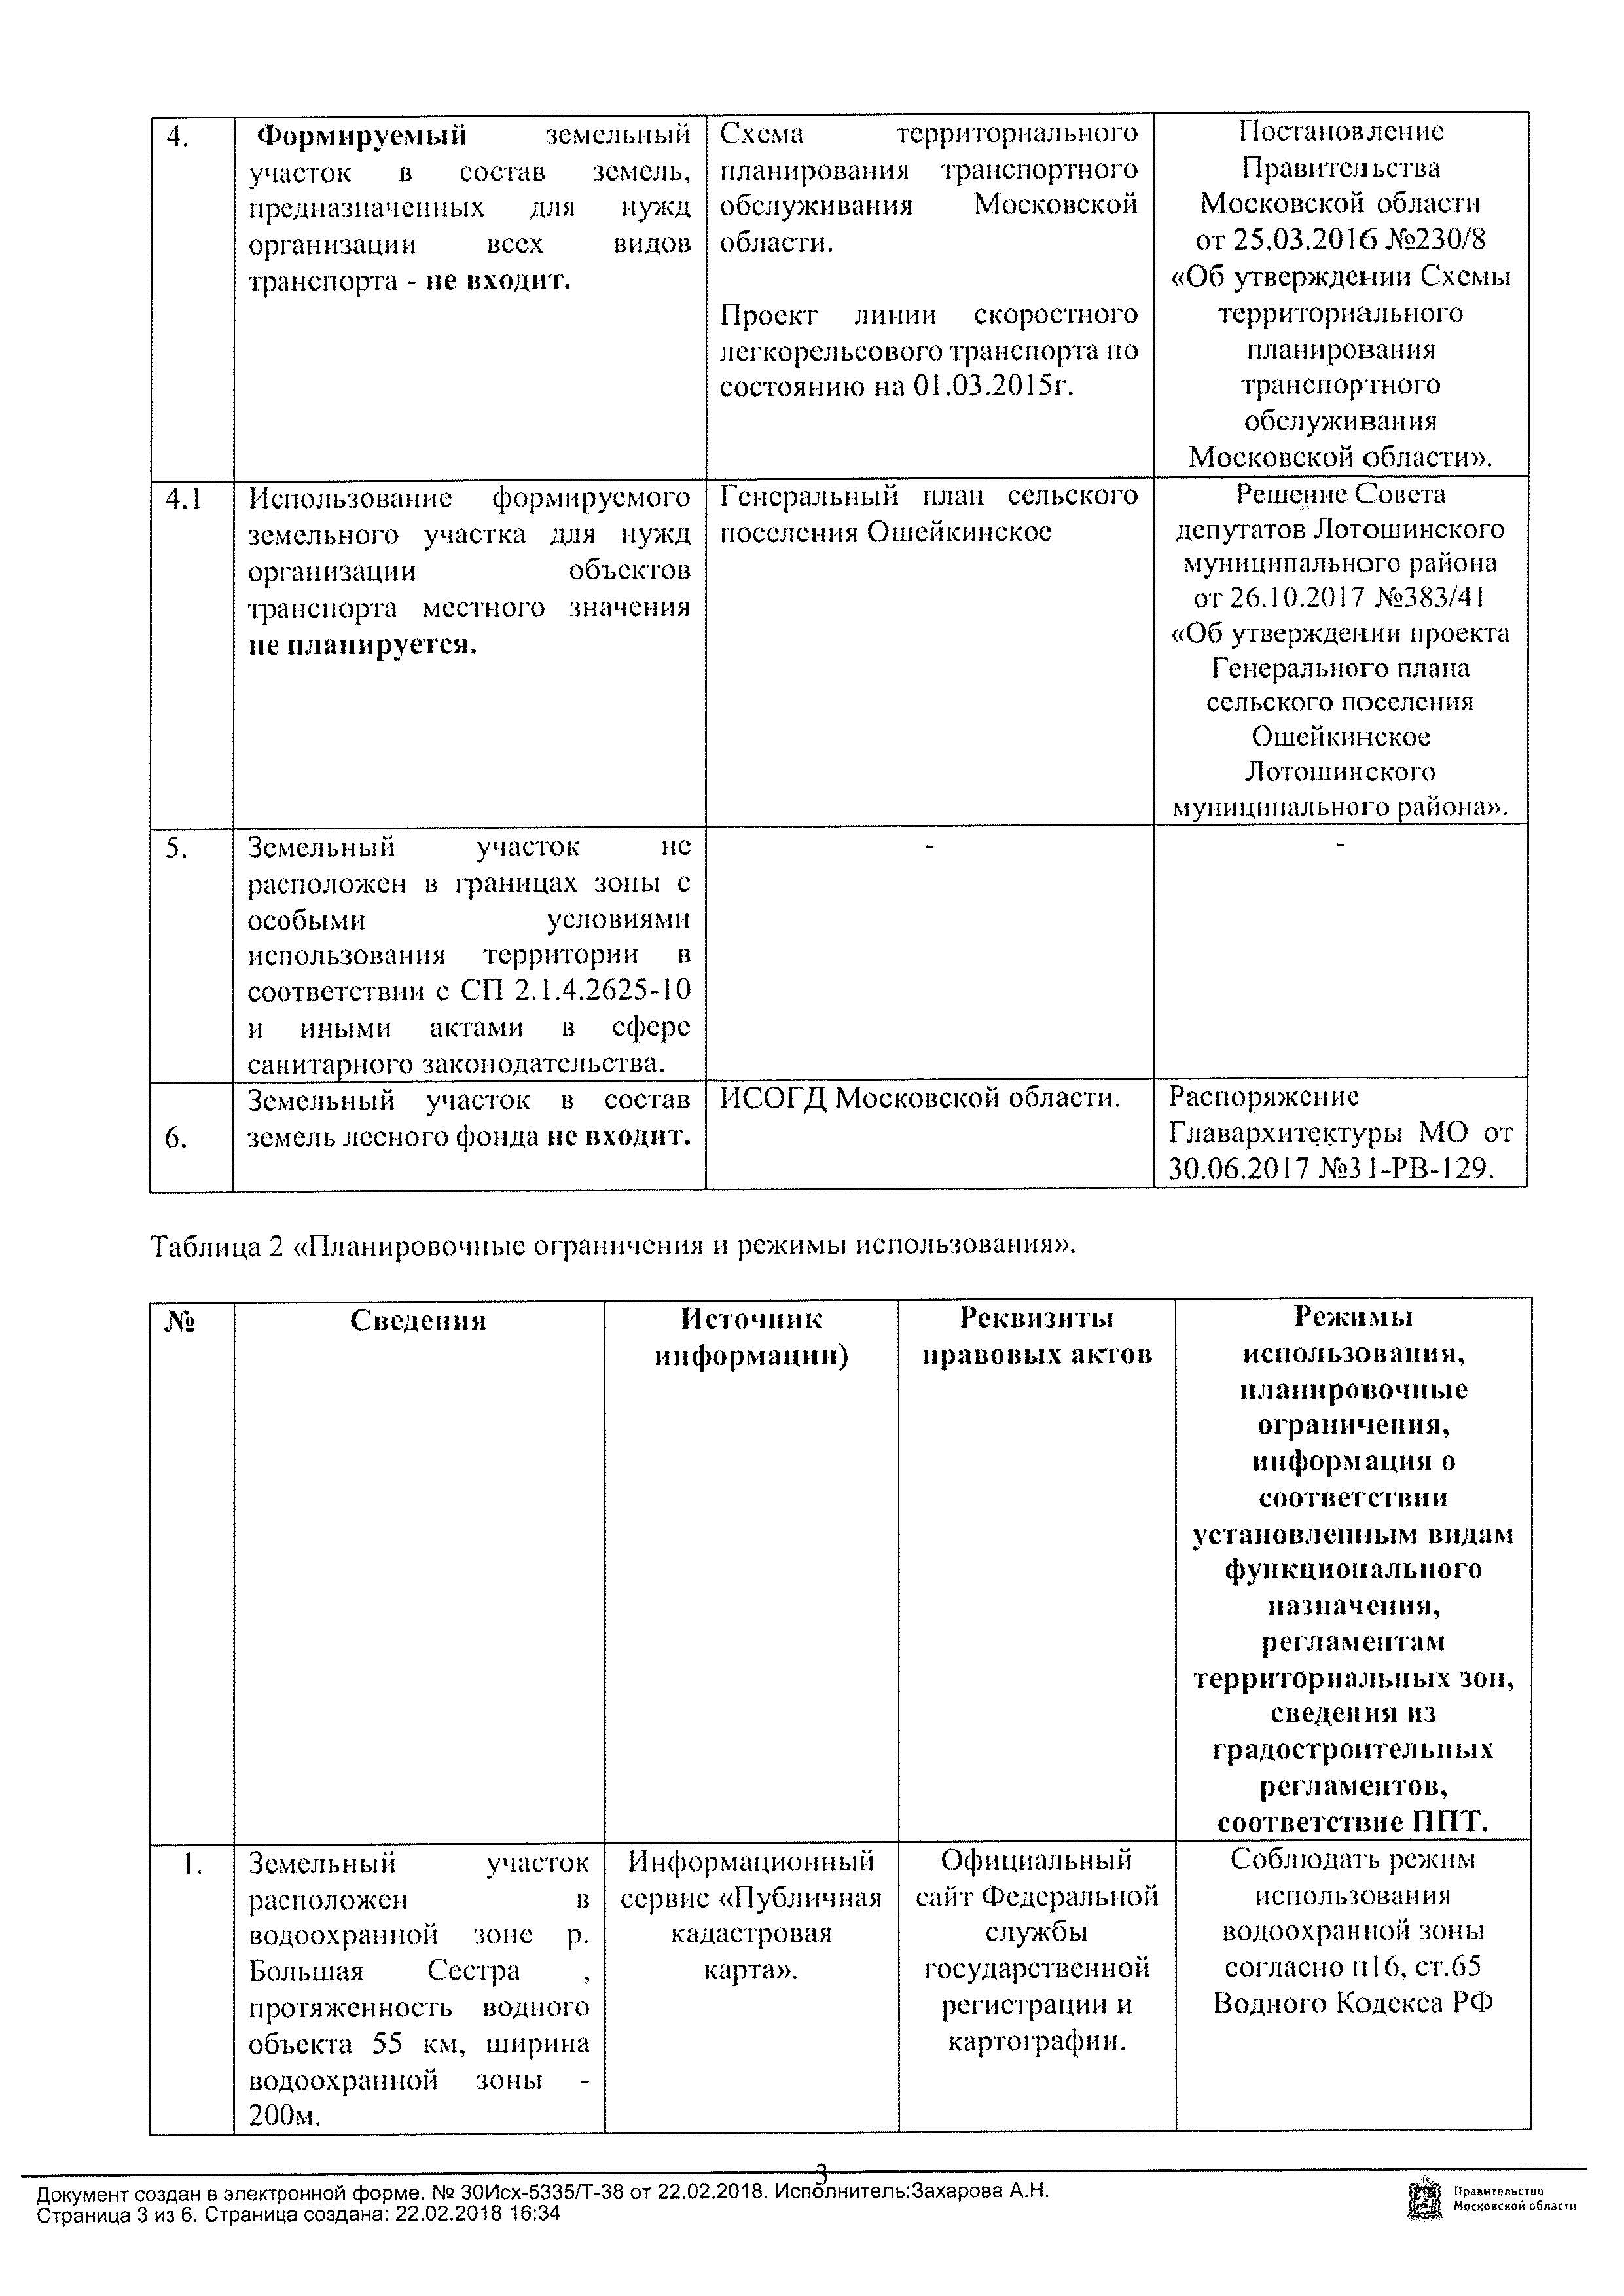 4.
Формируемый земельный
участок в состав земель,
предназначенных для нужд
организации всех видов
транспорта - не входит.
Схема территориального
планирования транспортного
обслуживания Московской
области.
Проект линии скоростного
легкорельсового транспорта по
состоянию на 01.03.2015г.
Постановление
Правительства
Московской области
от 25.03.2016 №230/8
«Об утверждении Схемы
территориального
планирования
транспортного
обслуживания
Московской области».
4.1
Использование формируемого
земельного участка для нужд
организации объектов
транспорта местного значения
не планируется.
Генеральный план сельского
поселения Ошейкинское
Решение Совета
депутатов Лотошинского
муниципального района
от 26.10.2017 №383/41
«Об утверждении проекта
Генерального плана
сельского поселения
Ошейкинское
Лотошинского
муниципального района».
5.
Земельный участок не
расположен в границах зоны с
особыми условиями
использования территории в
соответствии с СП 2.1.4.2625-10
и иными актами в сфере
санитарного законодательства.
-
-
6.
Земельный участок в состав
земель лесного фонда не входит.
ИСОГД Московской области.
Распоряжение
Главархитектуры МО от
30.06.2017 №31-РВ-129.
Таблица 2 «Планировочные ограничения и режимы использования».
№
Сведения
Источник
информации)
Реквизиты
правовых актов
Режимы
использования,
планировочные
ограничения,
информация о
соответствии
установленным видам
функционального
назначения,
регламентам
территориальных зон,
сведения из
градостроительных
регламентов,
соответствие ППТ.
1.
Земельный участок
расположен в
водоохранной зоне р.
Большая Сестра ,
протяженность водного
объекта 55 км, ширина
водоохранной зоны -
200м.
Информационный
сервис «Публичная
кадастровая
карта».
Официальный
сайт Федеральной
службы
государственной
регистрации и
картографии.
Соблюдать режим
использования
водоохранной зоны
согласно п16, ст.65
Водного Кодекса РФ
3
Документ создан в электронной форме. № 30Исх-5335/Т-38 от 22.02.2018. Исполнитель:Захарова А.Н.
Страница 3 из 6. Страница создана: 22.02.2018 16:34
Правительство
Московской области